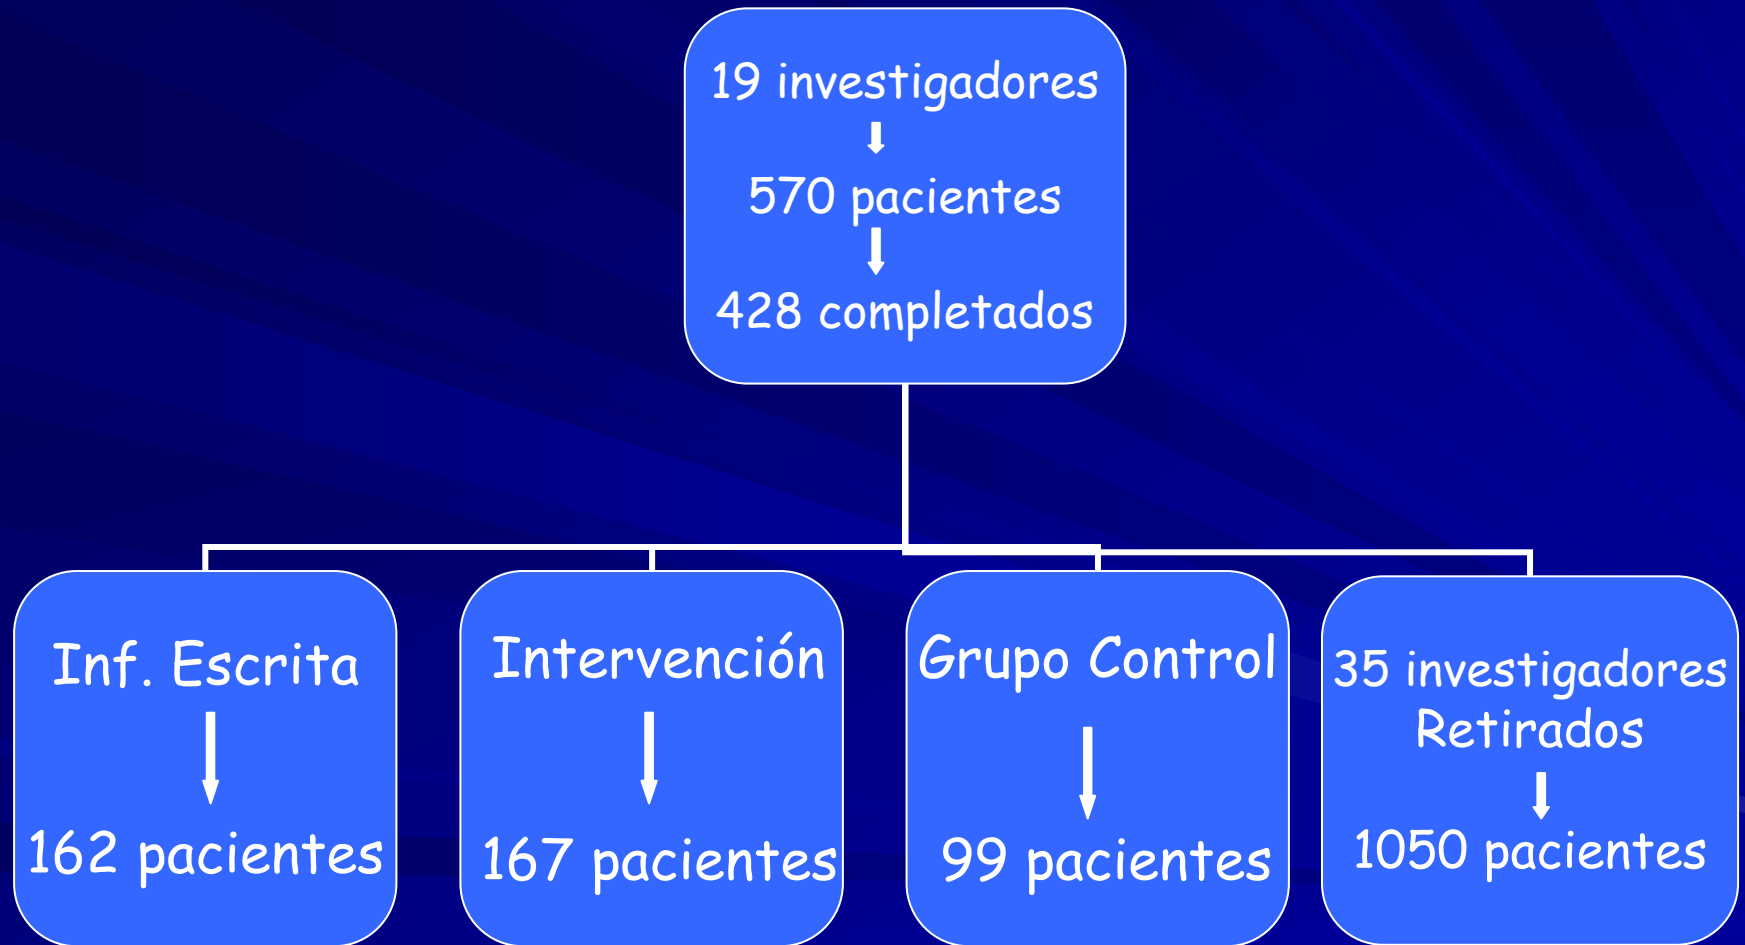 19 investigadores
570 pacientes
428 completados
Inf. Escrita
162 pacientes
Intervención
167 pacientes
Grupo Control
99 pacientes
35 investigadores
Retirados
1050 pacientes